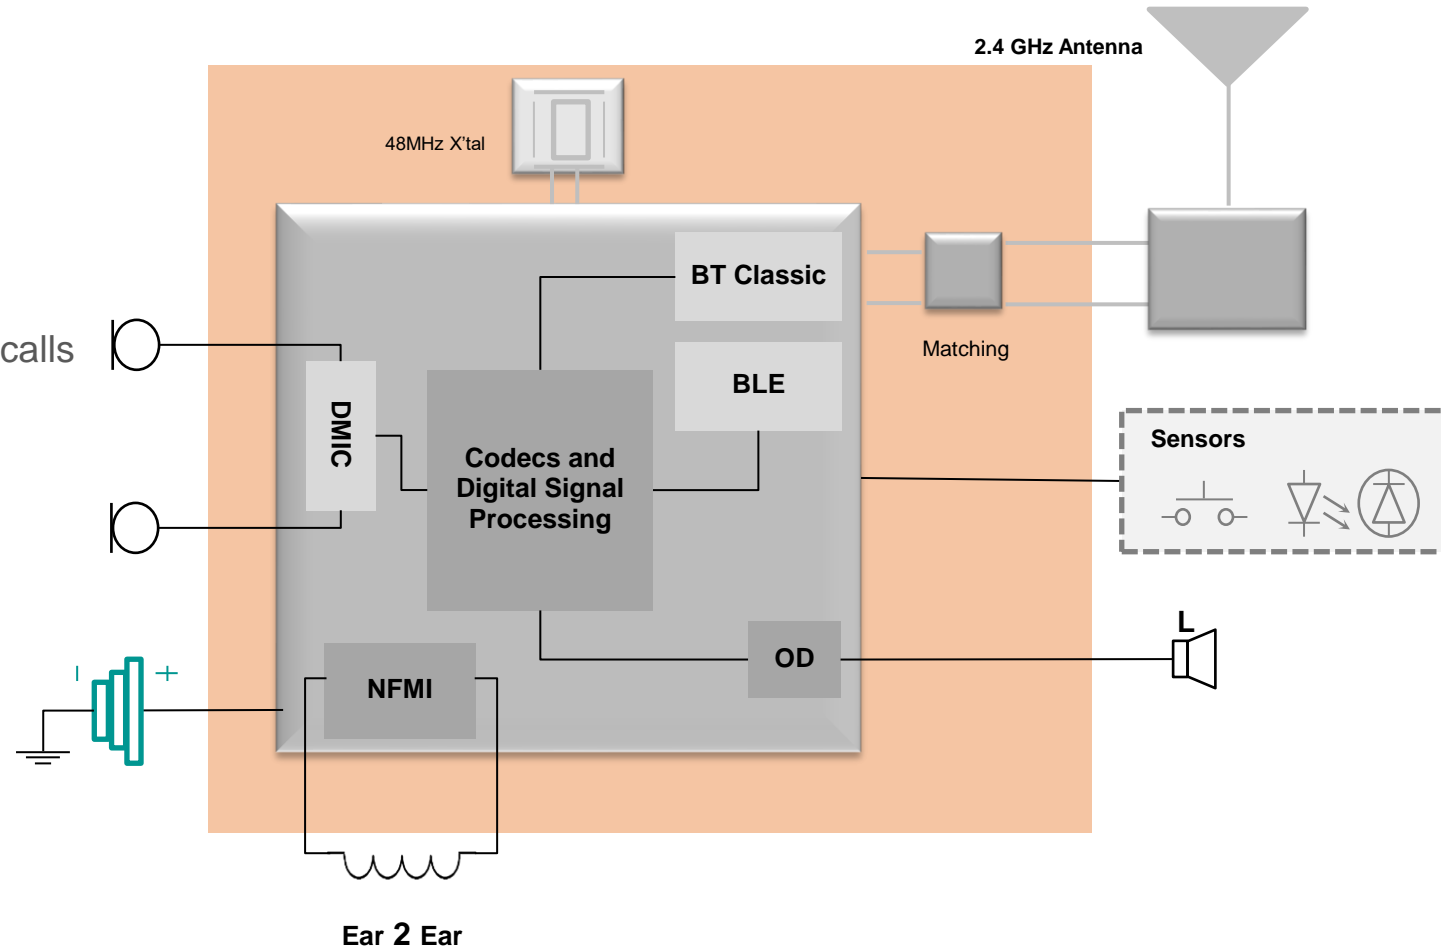 2.4 GHz Antenna
48MHz X'tal
BT Classic
Matching
calls
BLE
DMIC
Sensors
Codecs and
Digital Signal
Processing
L
OD
NFMI
Ear 2 Ear